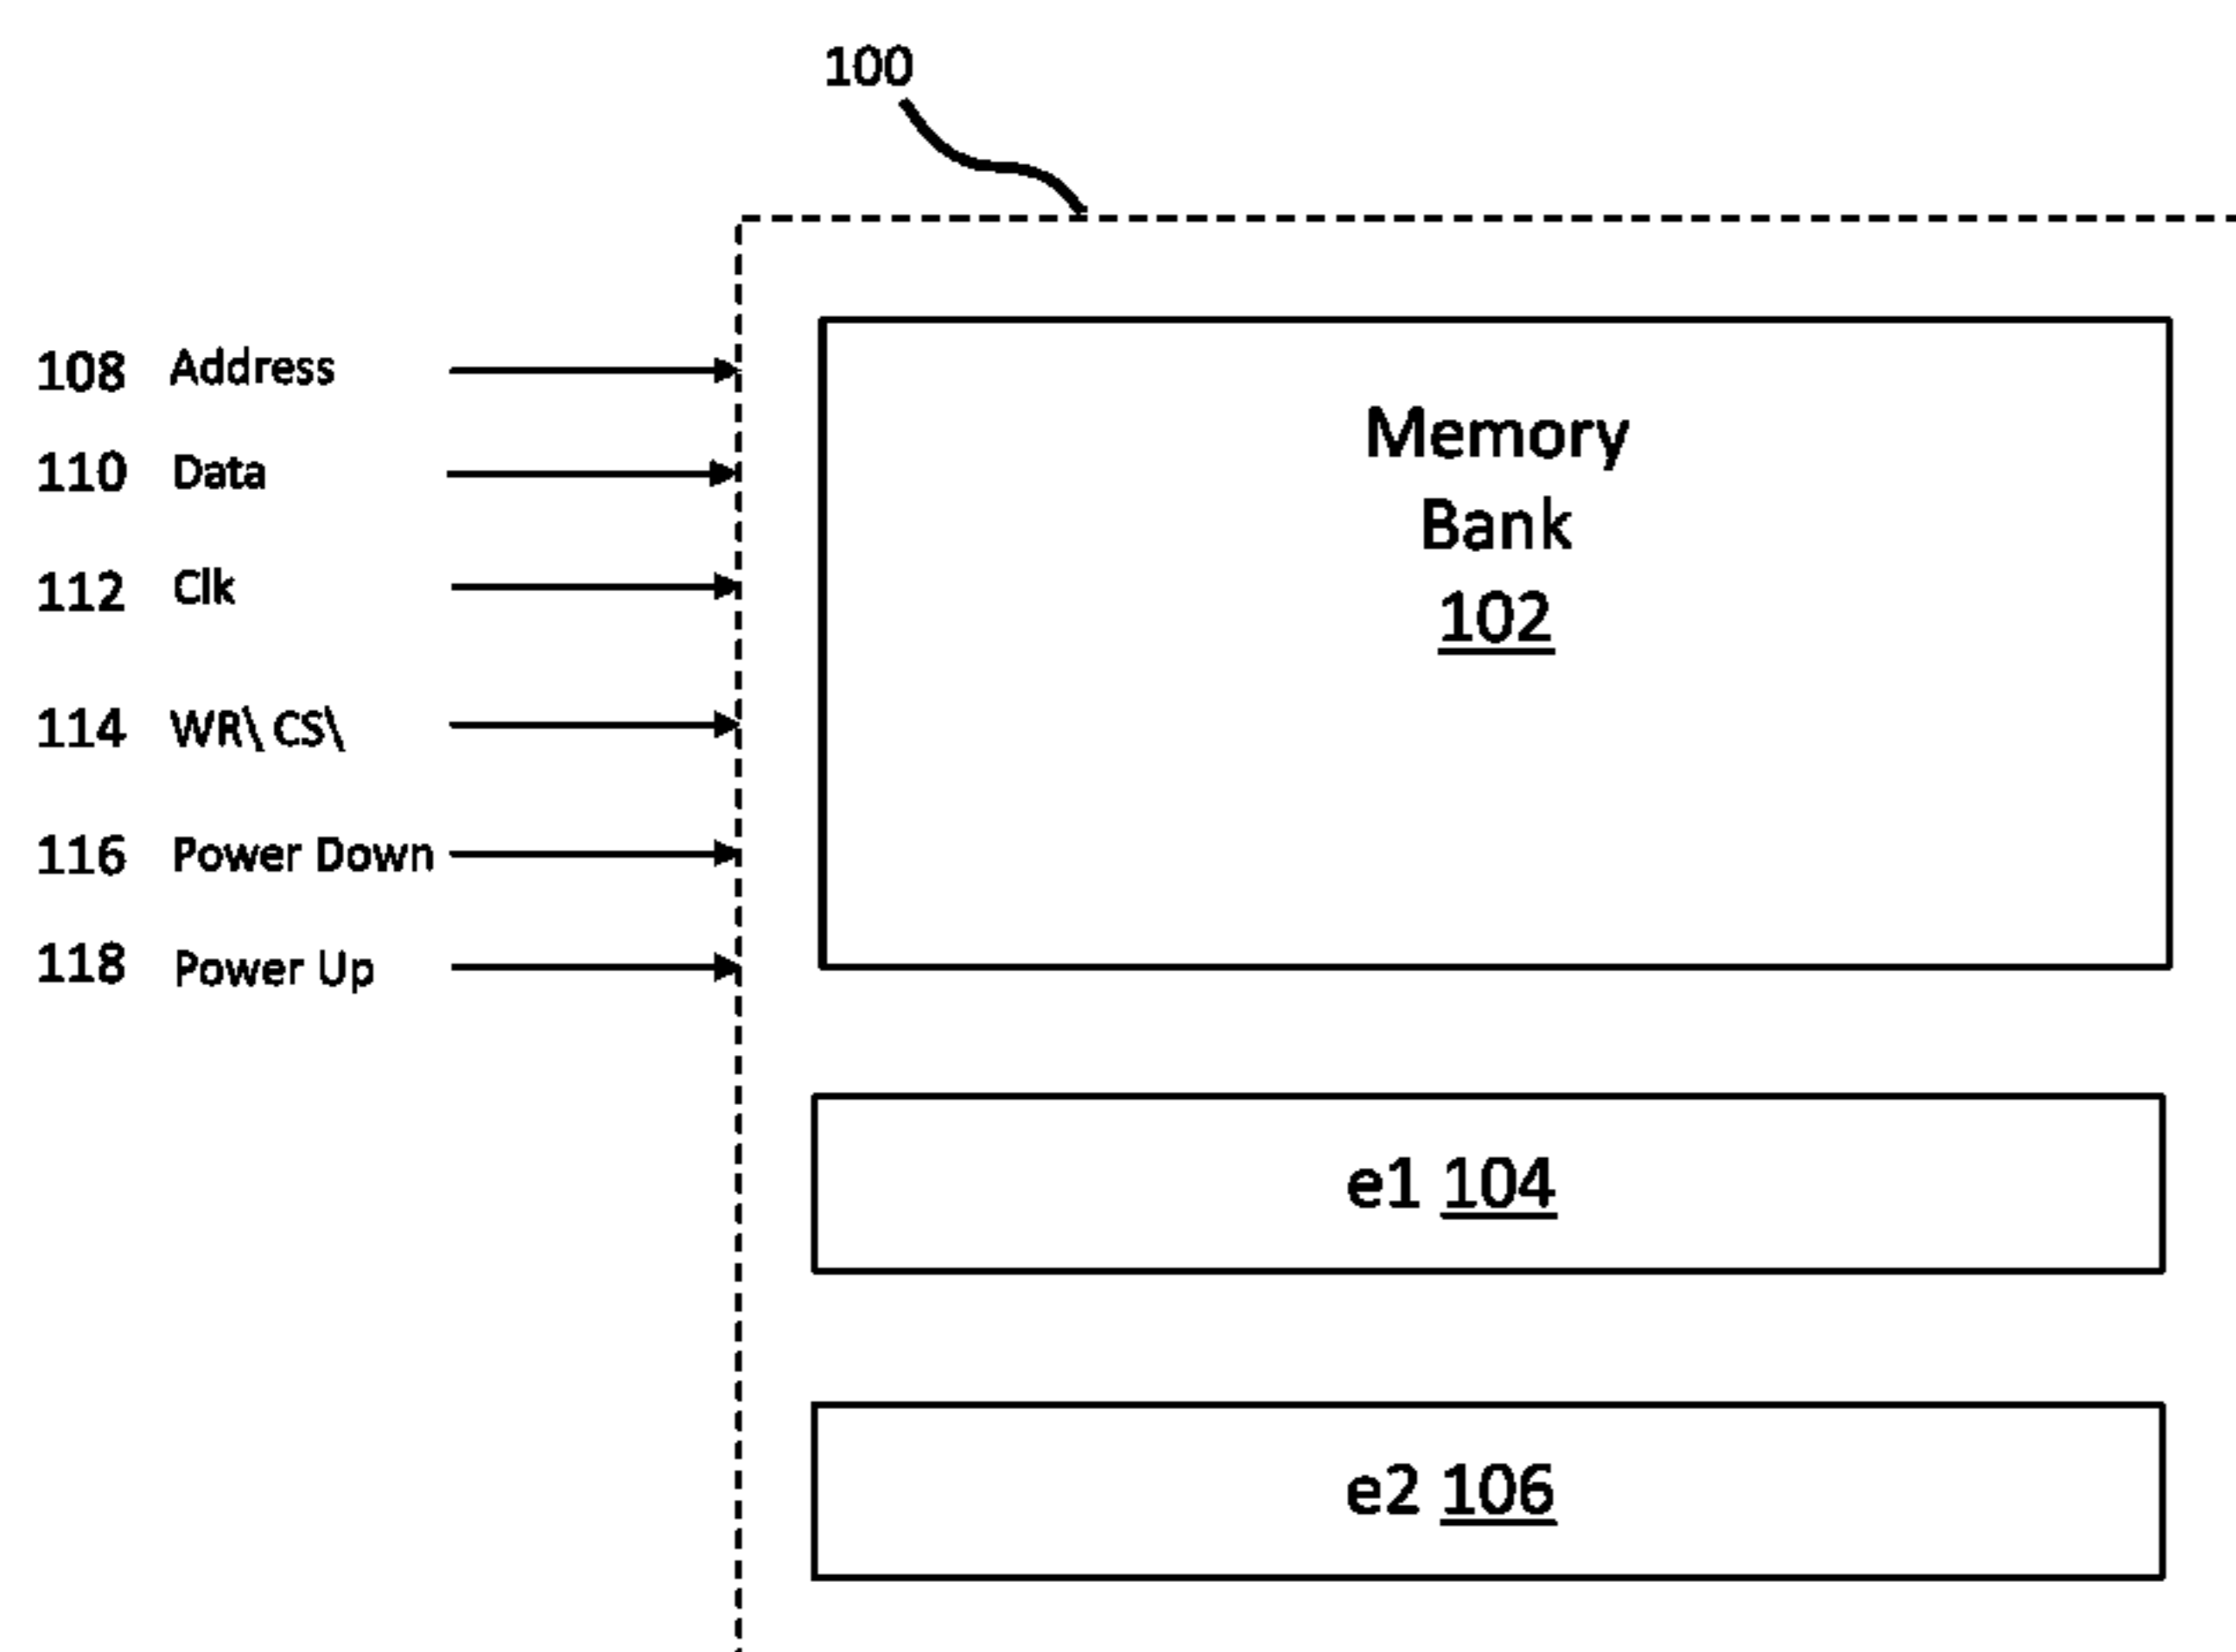 100
108 Address
110 Data
112 Clk
114 WR\ CS\
116 Power Down
118 Power Up
Memory
Bank
102
e1 104
e2 106